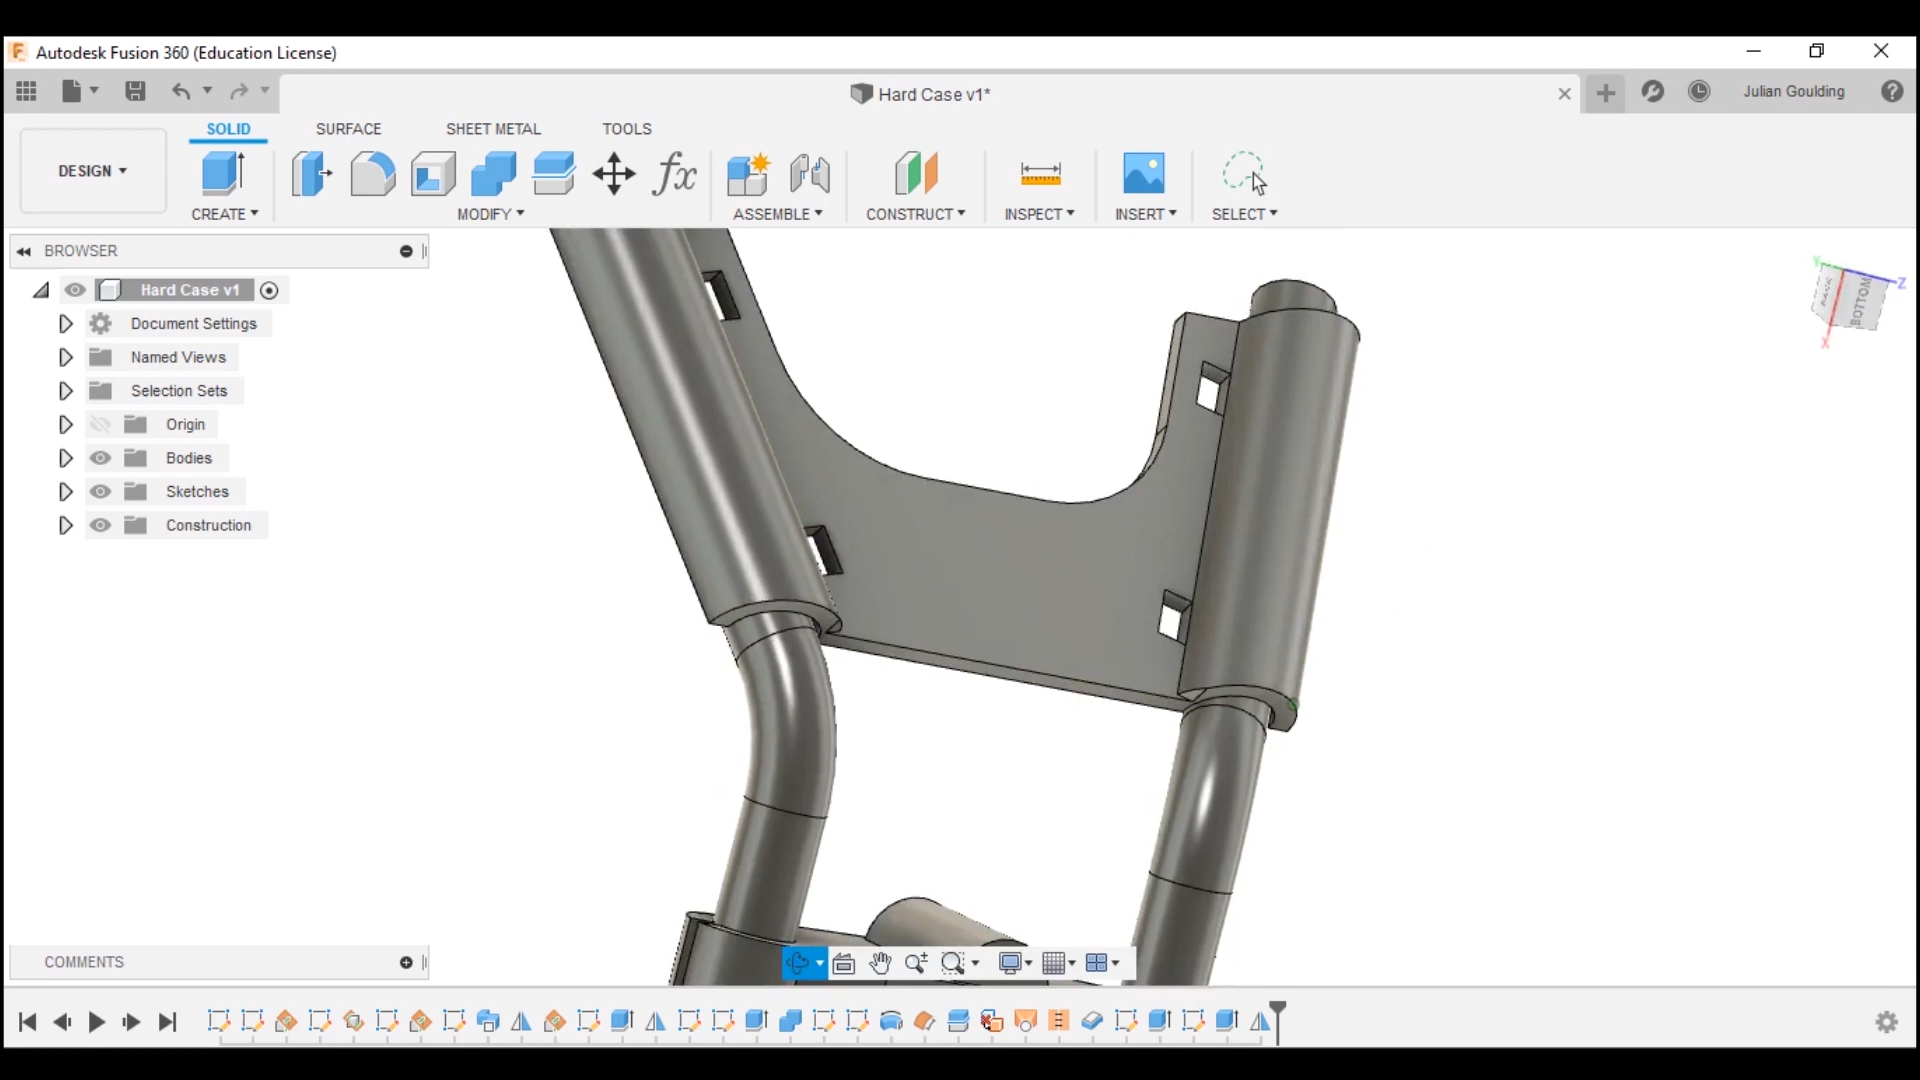 Autodesk Fusion 360 (Education License)
Hard Case v1*
Julian Goulding
DESIGN
SOLID
SURFACE
SHEET METAL
TOOLS
CREATE
MODIFY
ASSEMBLE
CONSTRUCT
INSPECT
INSERT
SELECT
BROWSER
Hard Case v1
Document Settings
Named Views
Selection Sets
Origin
Bodies
Sketches
Construction
Y
Z
X
BACK
BOTTOM
COMMENTS